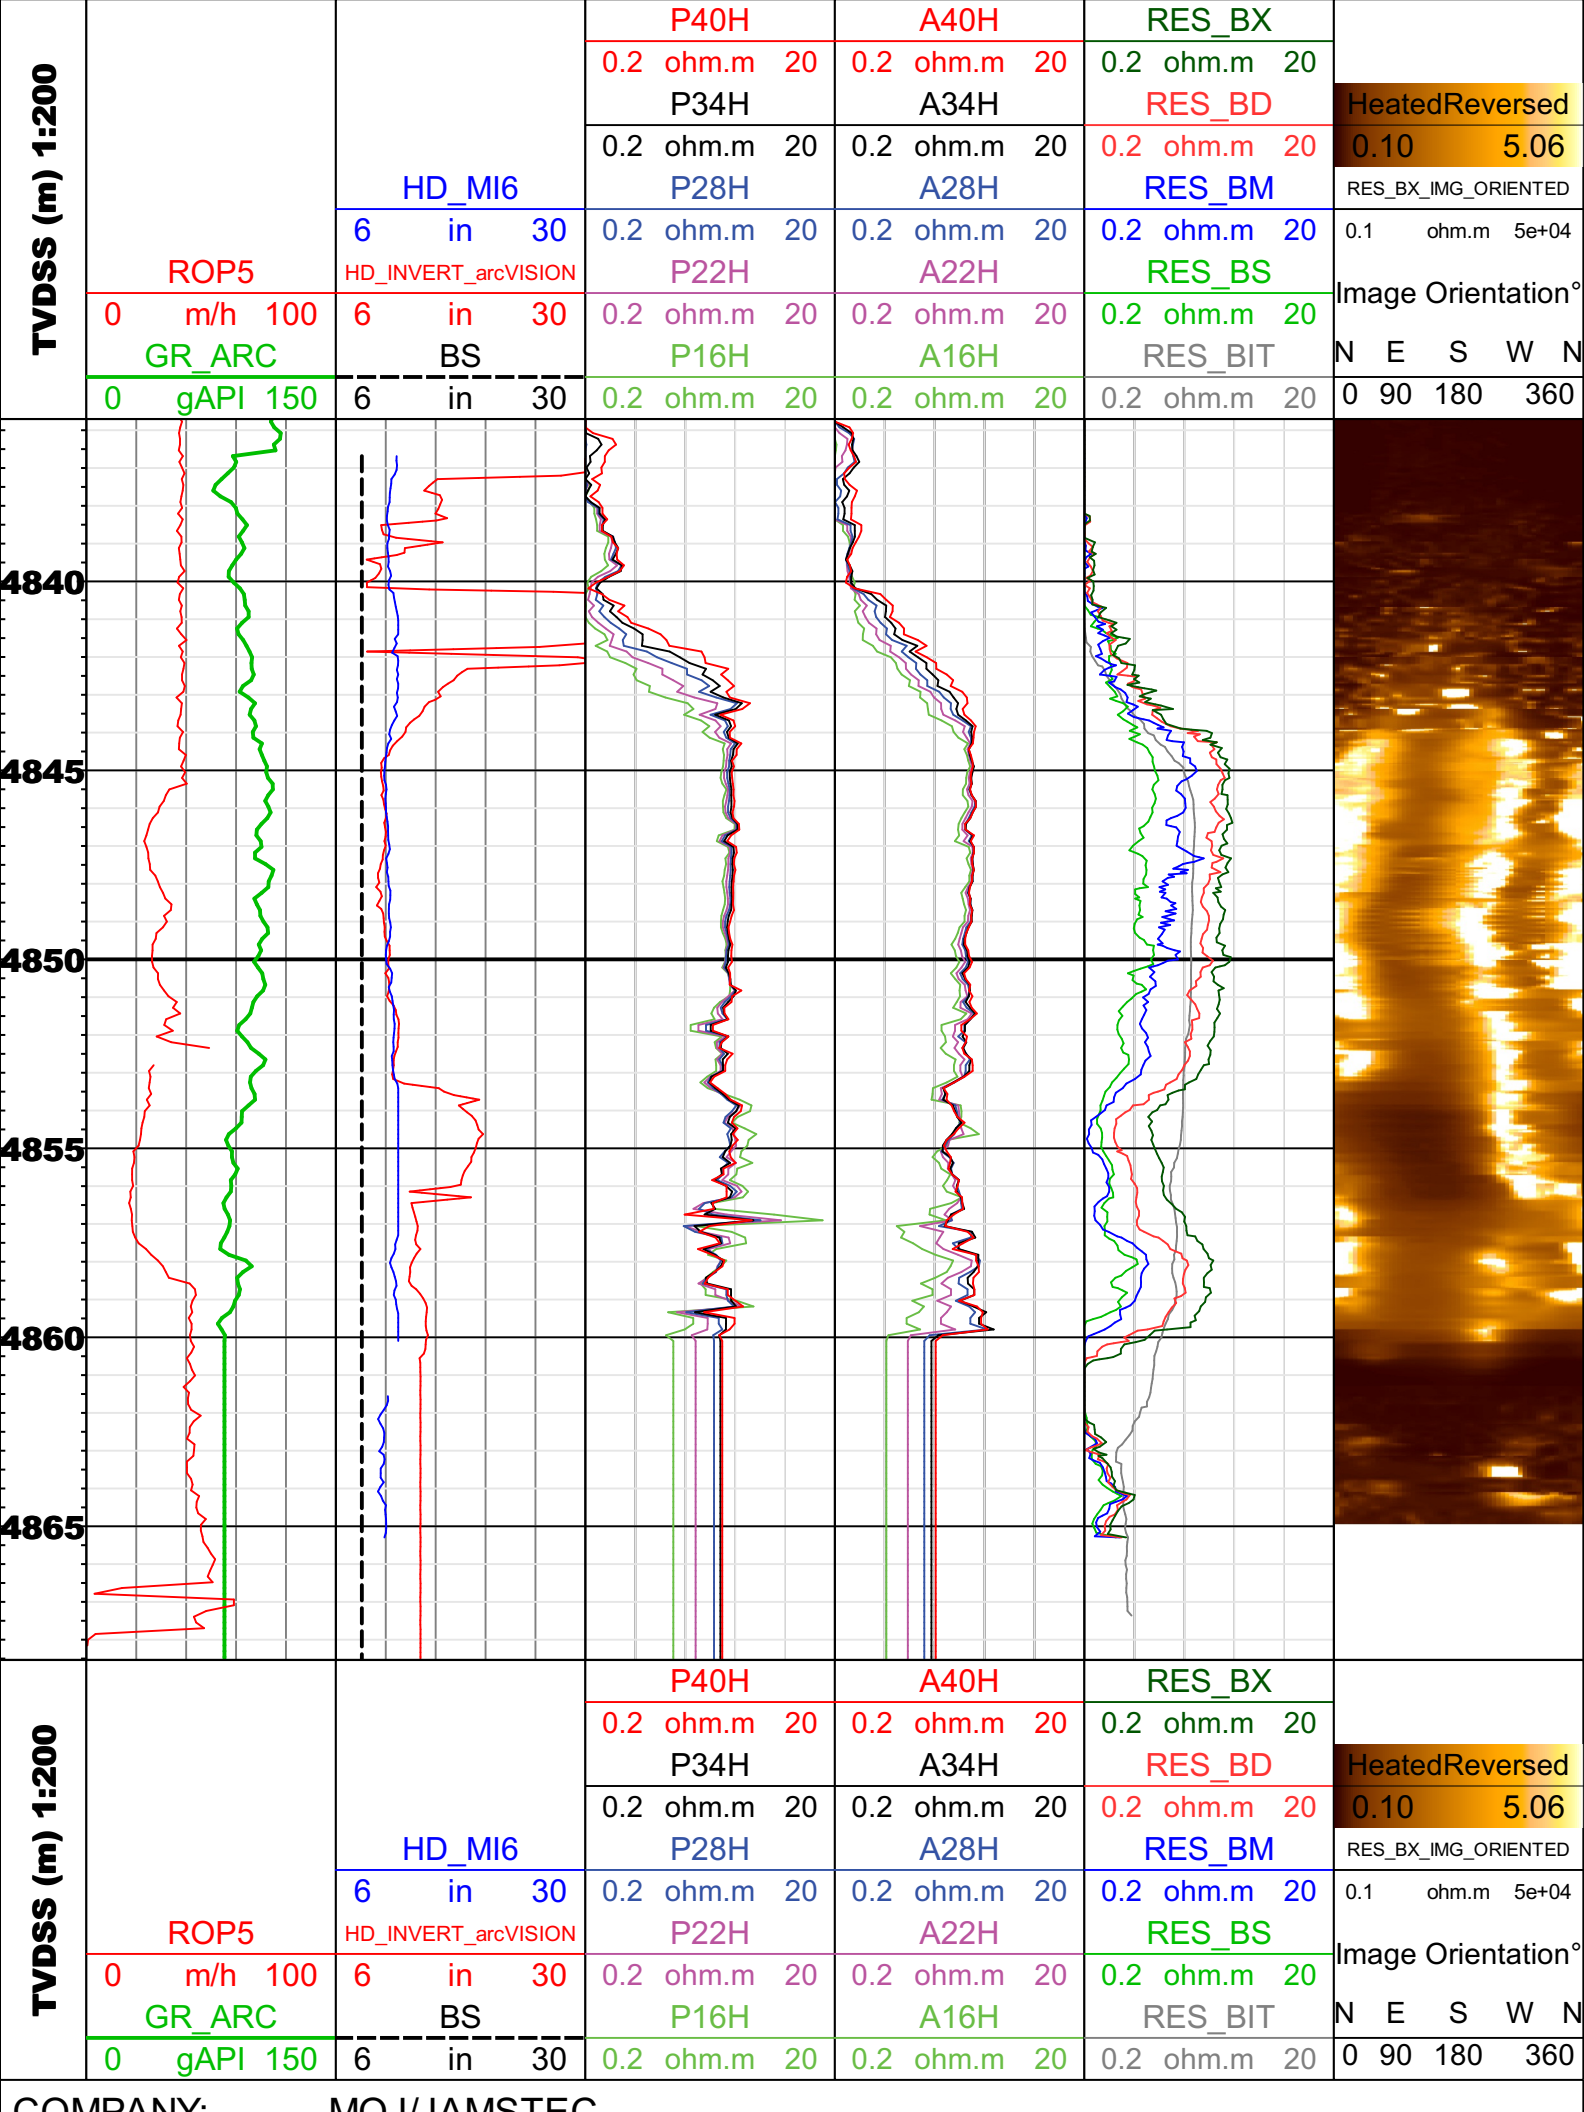 TVDSS (m) 1:200
ROP5
0 m/h 100
GR_ARC
0 gAPI 150
HD_MI6
6 in 30
HD_INVERT_arcVISION
6 in 30
BS
6 in 30
P40H
0.2 ohm.m 20
P34H
0.2 ohm.m 20
P28H
0.2 ohm.m 20
P22H
0.2 ohm.m 20
P16H
0.2 ohm.m 20
A40H
0.2 ohm.m 20
A34H
0.2 ohm.m 20
A28H
0.2 ohm.m 20
A22H
0.2 ohm.m 20
A16H
0.2 ohm.m 20
RES_BX
0.2 ohm.m 20
RES_BD
0.2 ohm.m 20
RES_BM
0.2 ohm.m 20
RES_BS
0.2 ohm.m 20
RES_BIT
0.2 ohm.m 20
HeatedReversed
0.10 5.06
RES_BX_IMG_ORIENTED
0.1 ohm.m 5e+04
Image Orientation°
N E S W N
0 90 180 360
4840
4845
4850
4855
4860
4865
TVDSS (m) 1:200
ROP5
0 m/h 100
GR_ARC
0 gAPI 150
HD_MI6
6 in 30
HD_INVERT_arcVISION
6 in 30
BS
6 in 30
P40H
0.2 ohm.m 20
P34H
0.2 ohm.m 20
P28H
0.2 ohm.m 20
P22H
0.2 ohm.m 20
P16H
0.2 ohm.m 20
A40H
0.2 ohm.m 20
A34H
0.2 ohm.m 20
A28H
0.2 ohm.m 20
A22H
0.2 ohm.m 20
A16H
0.2 ohm.m 20
RES_BX
0.2 ohm.m 20
RES_BD
0.2 ohm.m 20
RES_BM
0.2 ohm.m 20
RES_BS
0.2 ohm.m 20
RES_BIT
0.2 ohm.m 20
HeatedReversed
0.10 5.06
RES_BX_IMG_ORIENTED
0.1 ohm.m 5e+04
Image Orientation°
N E S W N
0 90 180 360
COMPANY: